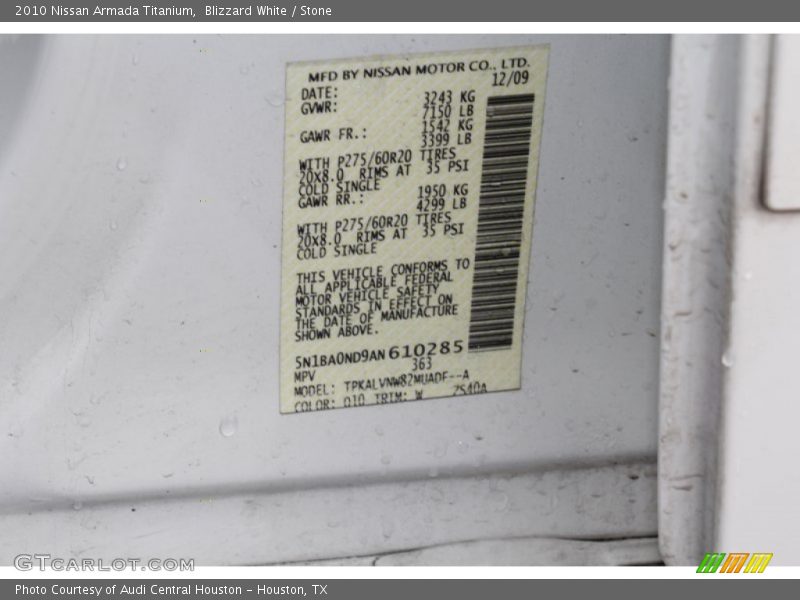 2010 Nissan Armada Titanium,  Blizzard White / Stone
MFD BY NISSAN MOTOR CO., LTD.
DATE: 12/09
GVWR: 3243 KG
7150 LB
GAWR FR.: 1542 KG
3399 LB
WITH P275/60R20 TIRES
20x8.0 RIMS AT 35 PSI
COLD SINGLE
GAWR RR.: 1950 KG
4299 LB
WITH P275/60R20 TIRES
20x8.0 RIMS AT 35 PSI
COLD SINGLE
THIS VEHICLE CONFORMS TO
ALL APPLICABLE FEDERAL
MOTOR VEHICLE SAFETY
STANDARDS IN EFFECT ON
THE DATE OF MANUFACTURE
SHOWN ABOVE.
5N1BA0ND9AN610285
MPV 363
MODEL: TPKALVNW82MUADF--A
COLOR: Q10 TRIM: W
GTCARLOT.COM
Photo Courtesy of Audi Central Houston - Houston, TX